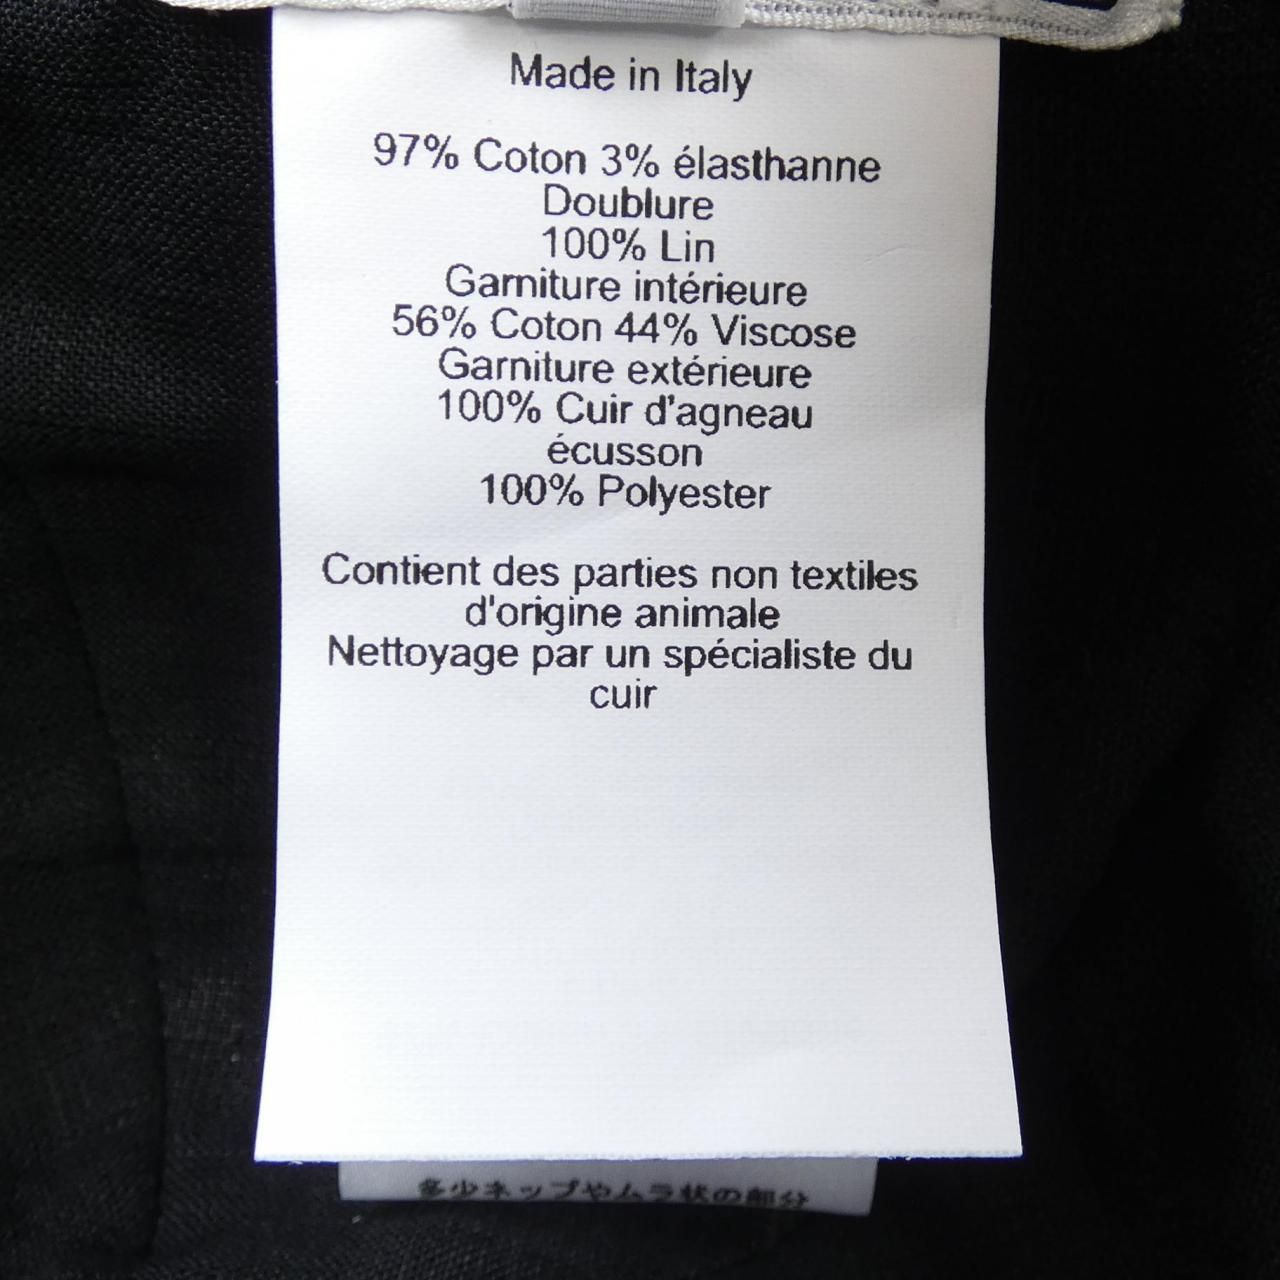 Made in Italy
97% Coton 3% élasthanne
Doublure
100% Lin
Garniture intérieure
56% Coton 44% Viscose
Garniture extérieure
100% Cuir d'agneau
écusson
100% Polyester
Contient des parties non textiles
d'origine animale
Nettoyage par un spécialiste du
cuir
多少ネップやムラ状の部分